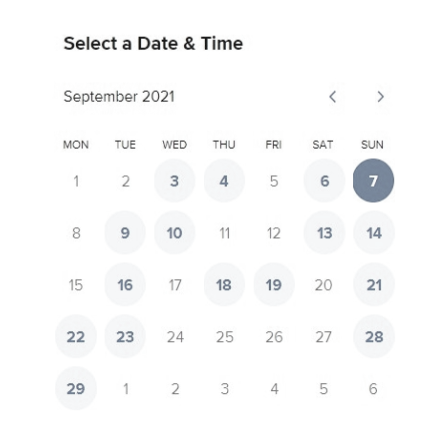 Select a Date & Time
September 2021
MON TUE WED THU FRI SAT SUN
1 2 3 4 5 6 7
8 9 10 11 12 13 14
15 16 17 18 19 20 21
22 23 24 25 26 27 28
29 1 2 3 4 5 6